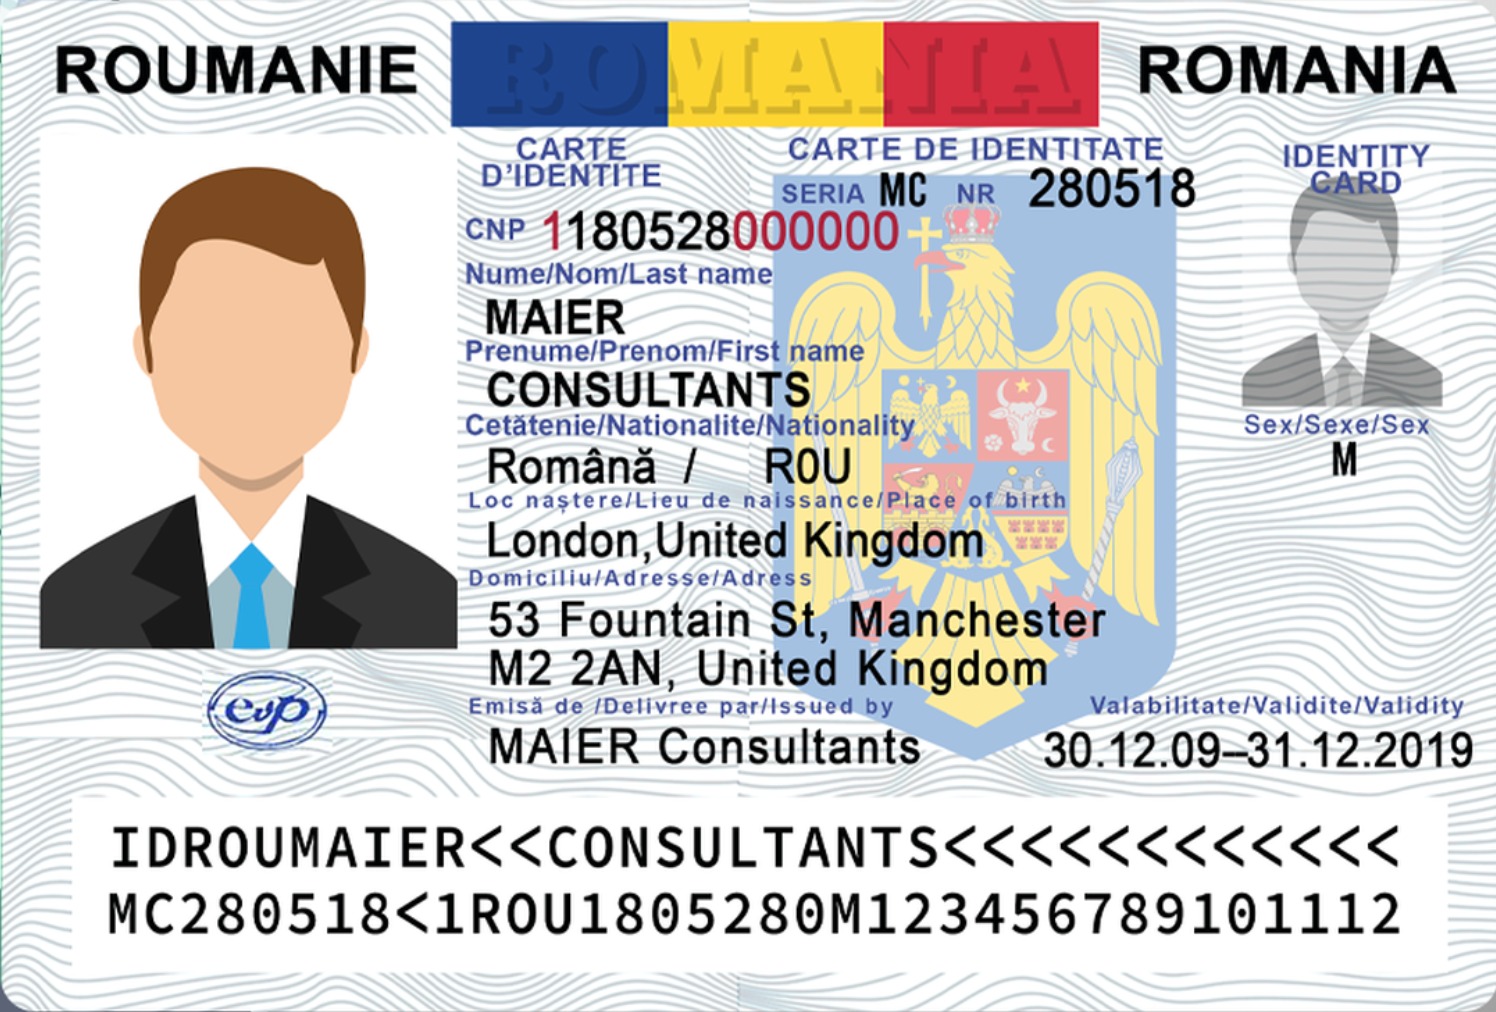 ROUMANIE
ROMANIA
ROMANIA
CARTE
D'IDENTITE
CARTE DE IDENTITATE
IDENTITY
CARD
SERIA MC NR 280518
CNP 1180528000000
Nume/Nom/Last name
MAIER
Prenume/Prenom/First name
CONSULTANTS
Cetătenie/Nationalite/Nationality
Română / R0U
Sex/Sexe/Sex
M
Loc naștere/Lieu de naissance/Place of birth
London,United Kingdom
Domiciliu/Adresse/Adress
53 Fountain St, Manchester
M2 2AN, United Kingdom
Emisă de /Delivree par/Issued by
MAIER Consultants
Valabilitate/Validite/Validity
30.12.09–31.12.2019
evp
IDROUMAIER<<CONSULTANTS<<<<<<<<<<<<
MC280518<1ROU1805280M123456789101112